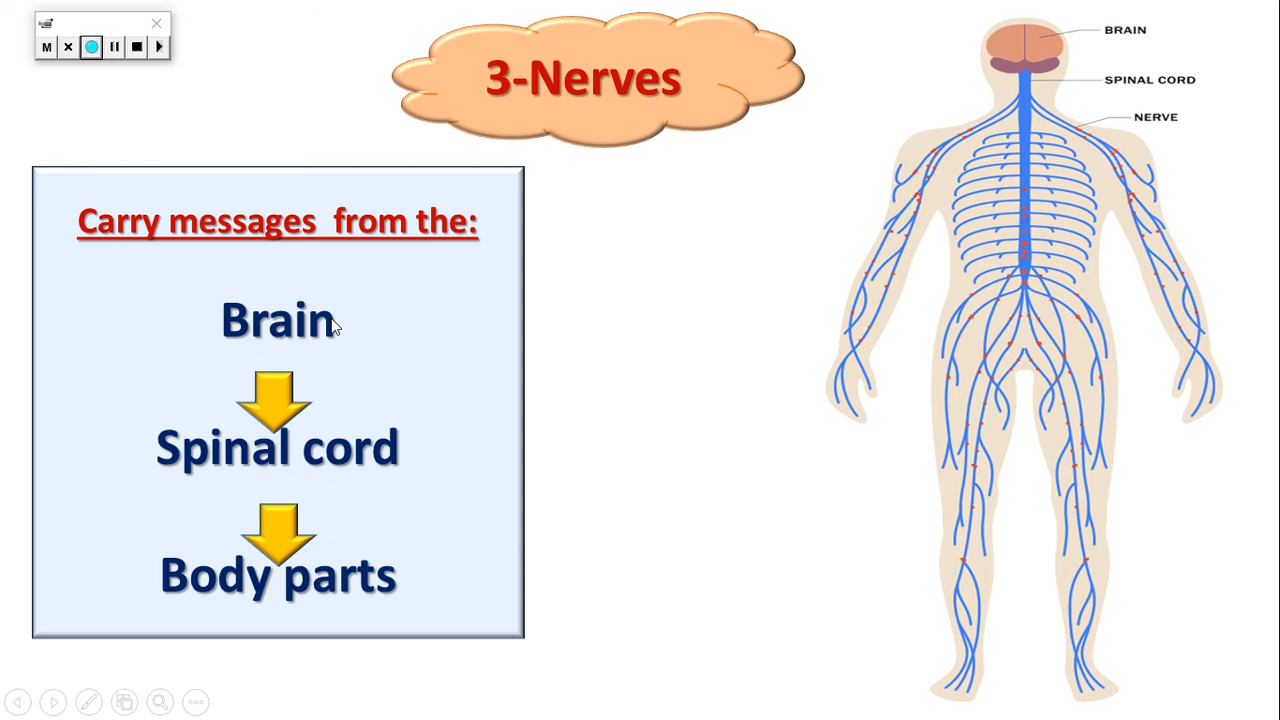 M
3-Nerves
BRAIN
SPINAL CORD
NERVE
Carry messages  from the:
Brain
Spinal cord
Body parts